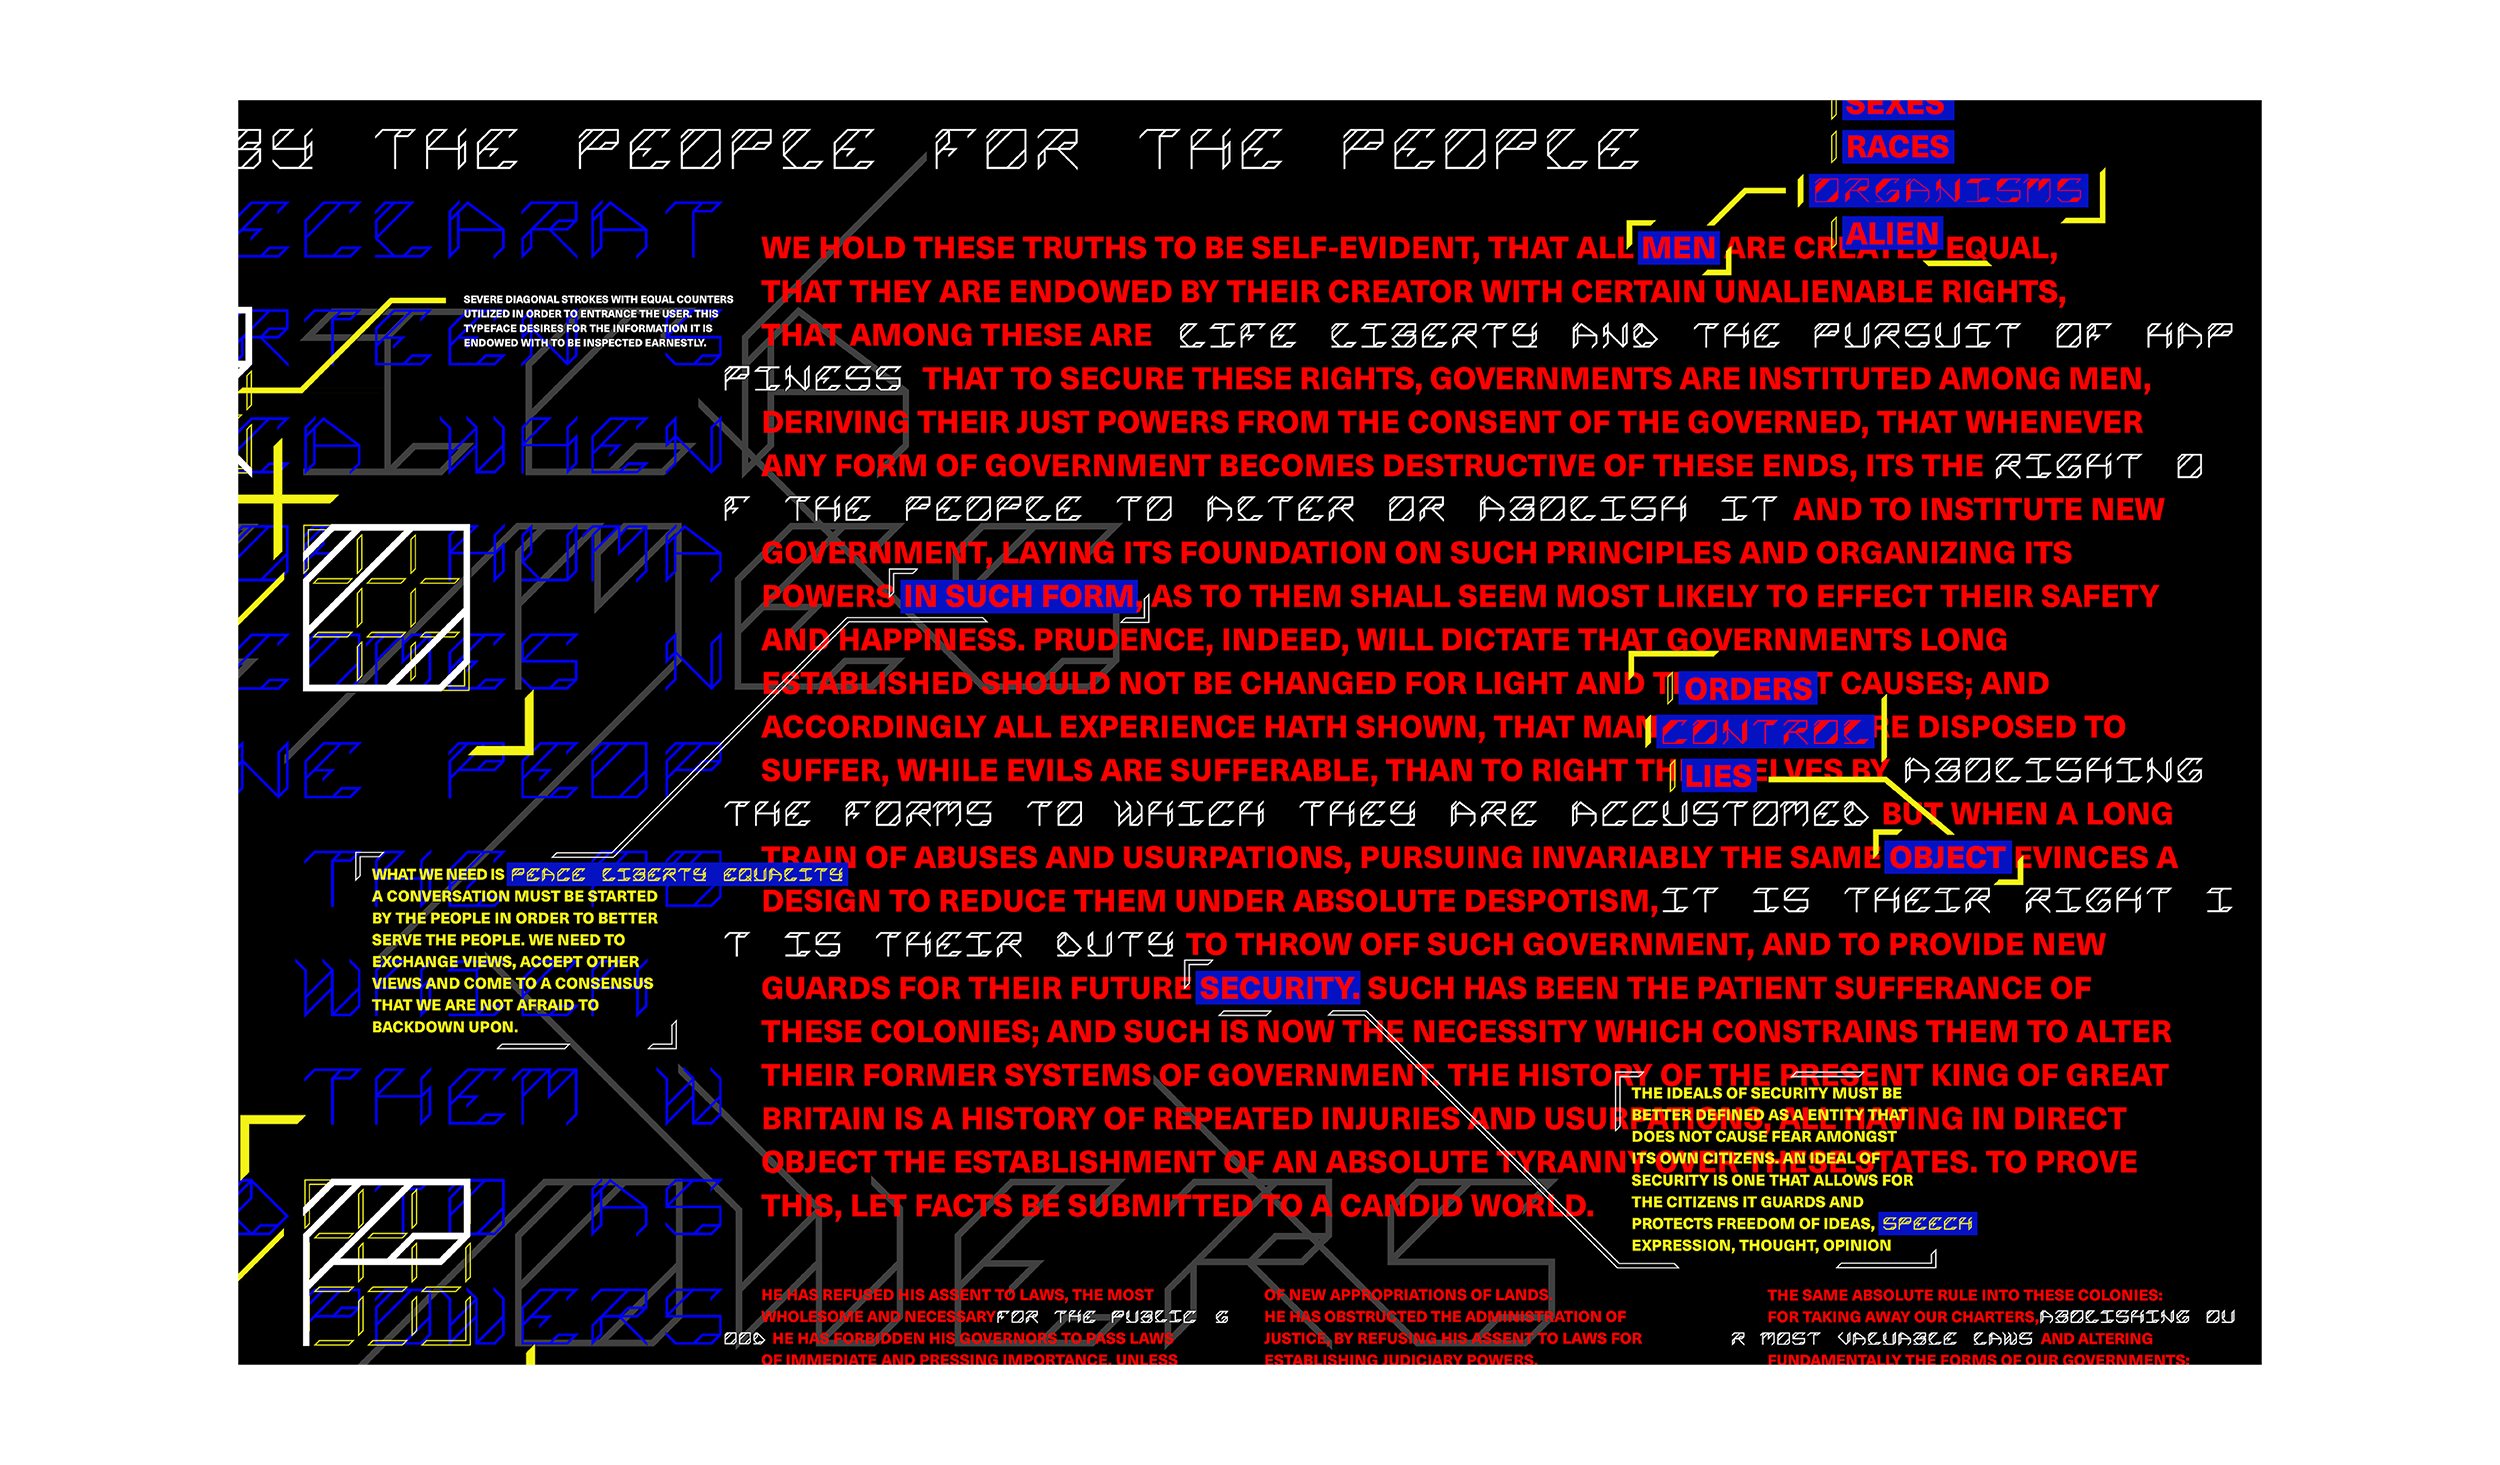 BY THE PEOPLE FOR THE PEOPLE
SEXES
RACES
ORGANISMS
ALIEN
ECLARAT
SEVERE DIAGONAL STROKES WITH EQUAL COUNTERS
UTILIZED IN ORDER TO ENTRANCE THE USER. THIS
TYPEFACE DESIRES FOR THE INFORMATION IT IS
ENDOWED WITH TO BE INSPECTED EARNESTLY.
WHEN
HUMA
NE PEOP
WHAT WE NEED IS PEACE LIBERTY EQUALITY
A CONVERSATION MUST BE STARTED
BY THE PEOPLE IN ORDER TO BETTER
SERVE THE PEOPLE. WE NEED TO
EXCHANGE VIEWS, ACCEPT OTHER
VIEWS AND COME TO A CONSENSUS
THAT WE ARE NOT AFRAID TO
BACKDOWN UPON.
WHICH
THEM W
AS
POWERS
WE HOLD THESE TRUTHS TO BE SELF-EVIDENT, THAT ALL MEN ARE CREATED EQUAL,
THAT THEY ARE ENDOWED BY THEIR CREATOR WITH CERTAIN UNALIENABLE RIGHTS,
THAT AMONG THESE ARE LIFE LIBERTY AND THE PURSUIT OF HAP
PINESS THAT TO SECURE THESE RIGHTS, GOVERNMENTS ARE INSTITUTED AMONG MEN,
DERIVING THEIR JUST POWERS FROM THE CONSENT OF THE GOVERNED, THAT WHENEVER
ANY FORM OF GOVERNMENT BECOMES DESTRUCTIVE OF THESE ENDS, ITS THE RIGHT O
F THE PEOPLE TO ALTER OR ABOLISH IT AND TO INSTITUTE NEW
GOVERNMENT, LAYING ITS FOUNDATION ON SUCH PRINCIPLES AND ORGANIZING ITS
POWERS IN SUCH FORM, AS TO THEM SHALL SEEM MOST LIKELY TO EFFECT THEIR SAFETY
AND HAPPINESS. PRUDENCE, INDEED, WILL DICTATE THAT GOVERNMENTS LONG
ESTABLISHED SHOULD NOT BE CHANGED FOR LIGHT AND T CAUSES; AND
ORDERS
ACCORDINGLY ALL EXPERIENCE HATH SHOWN, THAT MAN RE DISPOSED TO
CONTROL
SUFFER, WHILE EVILS ARE SUFFERABLE, THAN TO RIGHT TH ELVES BY ABOLISHING
LIES
THE FORMS TO WHICH THEY ARE ACCUSTOMED BUT WHEN A LONG
TRAIN OF ABUSES AND USURPATIONS, PURSUING INVARIABLY THE SAME OBJECT EVINCES A
DESIGN TO REDUCE THEM UNDER ABSOLUTE DESPOTISM, IT IS THEIR RIGHT I
T IS THEIR DUTY TO THROW OFF SUCH GOVERNMENT, AND TO PROVIDE NEW
GUARDS FOR THEIR FUTURE SECURITY. SUCH HAS BEEN THE PATIENT SUFFERANCE OF
THESE COLONIES; AND SUCH IS NOW THE NECESSITY WHICH CONSTRAINS THEM TO ALTER
THEIR FORMER SYSTEMS OF GOVERNMENT. THE HISTORY OF THE PRESENT KING OF GREAT
BRITAIN IS A HISTORY OF REPEATED INJURIES AND USURPATIONS, ALL HAVING IN DIRECT
OBJECT THE ESTABLISHMENT OF AN ABSOLUTE TYRANNY OVER THESE STATES. TO PROVE
THIS, LET FACTS BE SUBMITTED TO A CANDID WORLD.
THE IDEALS OF SECURITY MUST BE
BETTER DEFINED AS A ENTITY THAT
DOES NOT CAUSE FEAR AMONGST
ITS OWN CITIZENS. AN IDEAL OF
SECURITY IS ONE THAT ALLOWS FOR
THE CITIZENS IT GUARDS AND
PROTECTS FREEDOM OF IDEAS, SPEECH
EXPRESSION, THOUGHT, OPINION
HE HAS REFUSED HIS ASSENT TO LAWS, THE MOST
WHOLESOME AND NECESSARY FOR THE PUBLIC G
OOD HE HAS FORBIDDEN HIS GOVERNORS TO PASS LAWS
OF IMMEDIATE AND PRESSING IMPORTANCE, UNLESS
OF NEW APPROPRIATIONS OF LANDS.
HE HAS OBSTRUCTED THE ADMINISTRATION OF
JUSTICE, BY REFUSING HIS ASSENT TO LAWS FOR
ESTABLISHING JUDICIARY POWERS.
THE SAME ABSOLUTE RULE INTO THESE COLONIES:
FOR TAKING AWAY OUR CHARTERS, ABOLISHING OU
R MOST VALUABLE LAWS AND ALTERING
FUNDAMENTALLY THE FORMS OF OUR GOVERNMENTS: